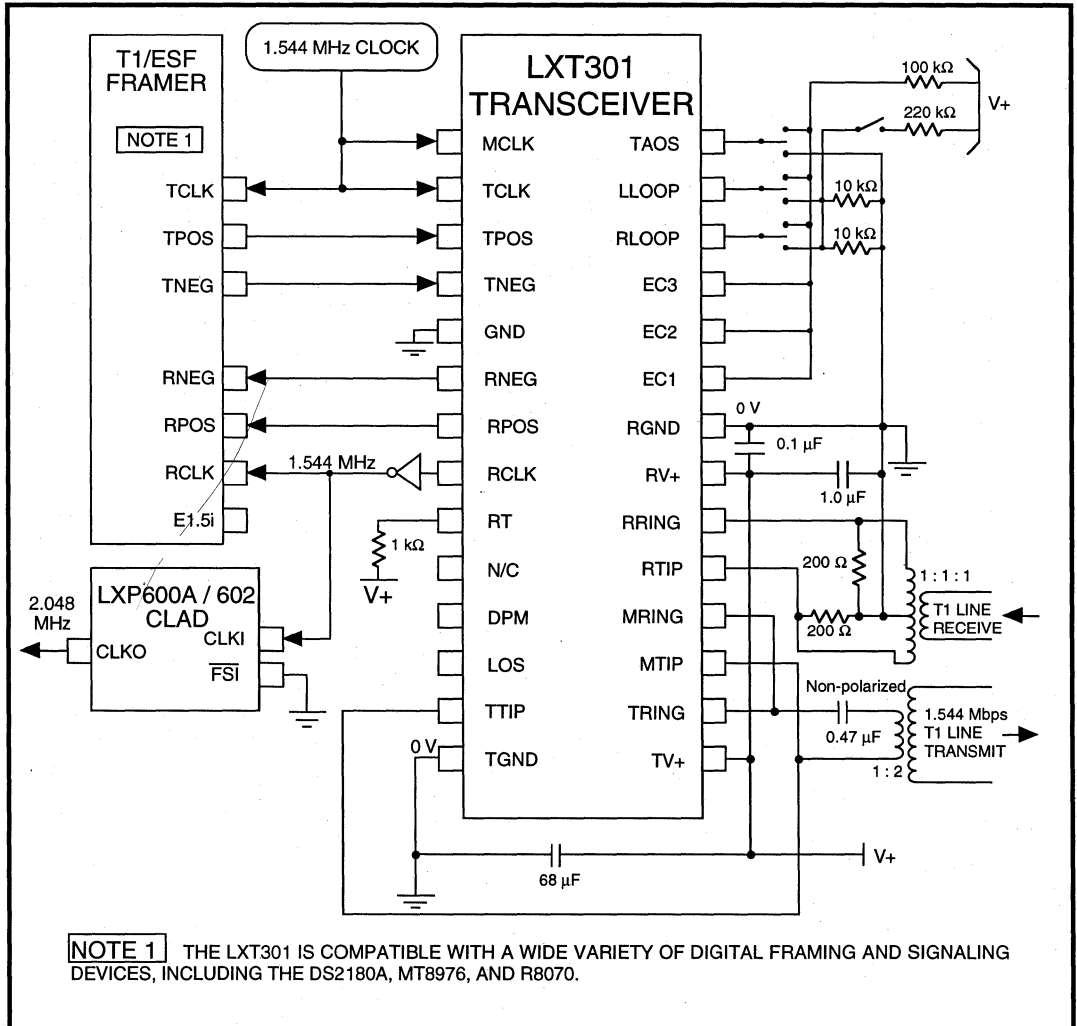 T1/ESF
FRAMER
NOTE 1
TCLK
TPOS
TNEG
RNEG
RPOS
RCLK
E1.5i
1.544 MHz CLOCK
LXT301
TRANSCEIVER
MCLK
TCLK
TPOS
TNEG
GND
RNEG
RPOS
RCLK
RT
N/C
DPM
LOS
TTIP
TGND
TAOS
LLOOP
RLOOP
EC3
EC2
EC1
RGND
RV+
RRING
RTIP
MRING
MTIP
TRING
TV+
100 kΩ
220 kΩ
V+
10 kΩ
10 kΩ
0 V
0.1 µF
1.0 µF
200 Ω
200 Ω
1 : 1 : 1
T1 LINE
RECEIVE
Non-polarized
0.47 µF
1 : 2
1.544 Mbps
T1 LINE
TRANSMIT
1.544 MHz
1 kΩ
V+
LXP600A / 602
CLAD
2.048
MHz
CLKO
CLKI
FSI
0 V
68 µF
V+
NOTE 1 THE LXT301 IS COMPATIBLE WITH A WIDE VARIETY OF DIGITAL FRAMING AND SIGNALING
DEVICES, INCLUDING THE DS2180A, MT8976, AND R8070.